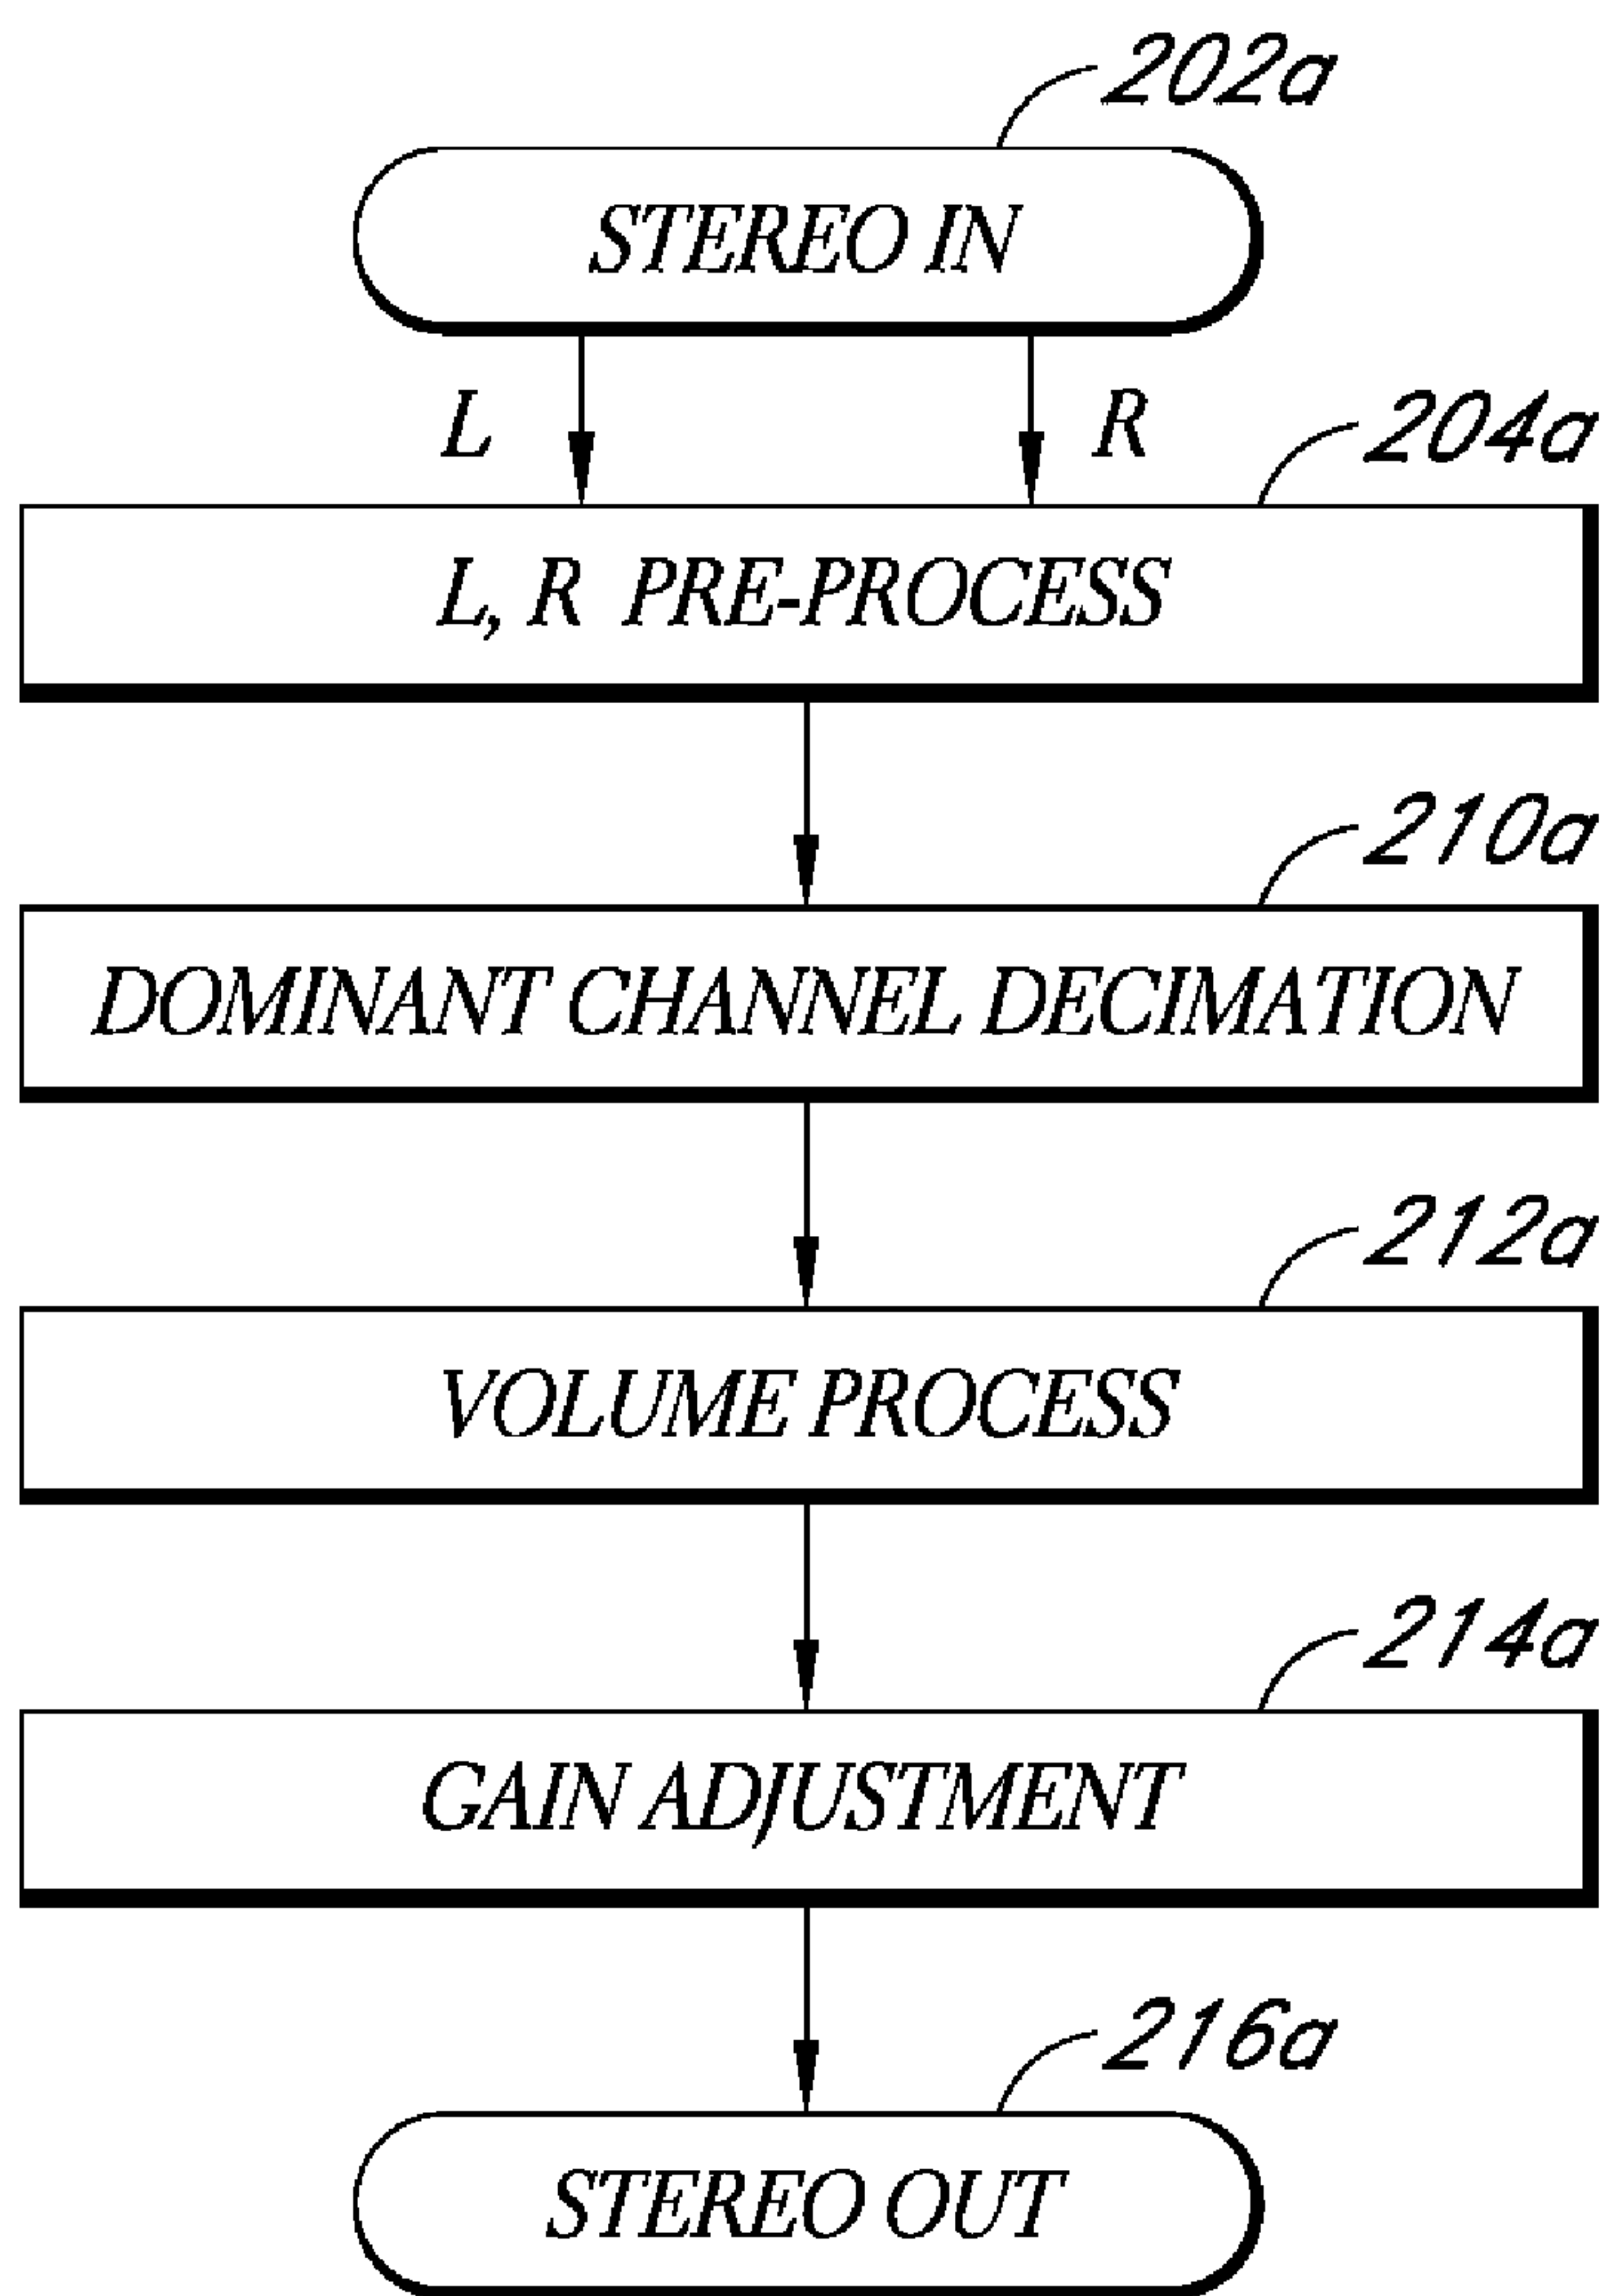 202a
STEREO IN
L
R
204a
L, R PRE-PROCESS
210a
DOMINANT CHANNEL DECIMATION
212a
VOLUME PROCESS
214a
GAIN ADJUSTMENT
216a
STEREO OUT